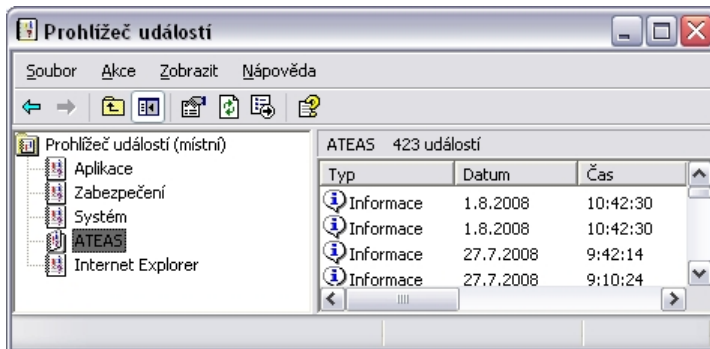 Prohlížeč událostí
Soubor Akce Zobrazit Nápověda
Prohlížeč událostí (místní)
Aplikace
Zabezpečení
Systém
ATEAS
Internet Explorer
ATEAS 423 událostí
Typ Datum Čas
Informace 1.8.2008 10:42:30
Informace 1.8.2008 10:42:30
Informace 27.7.2008 9:42:14
Informace 27.7.2008 9:10:24